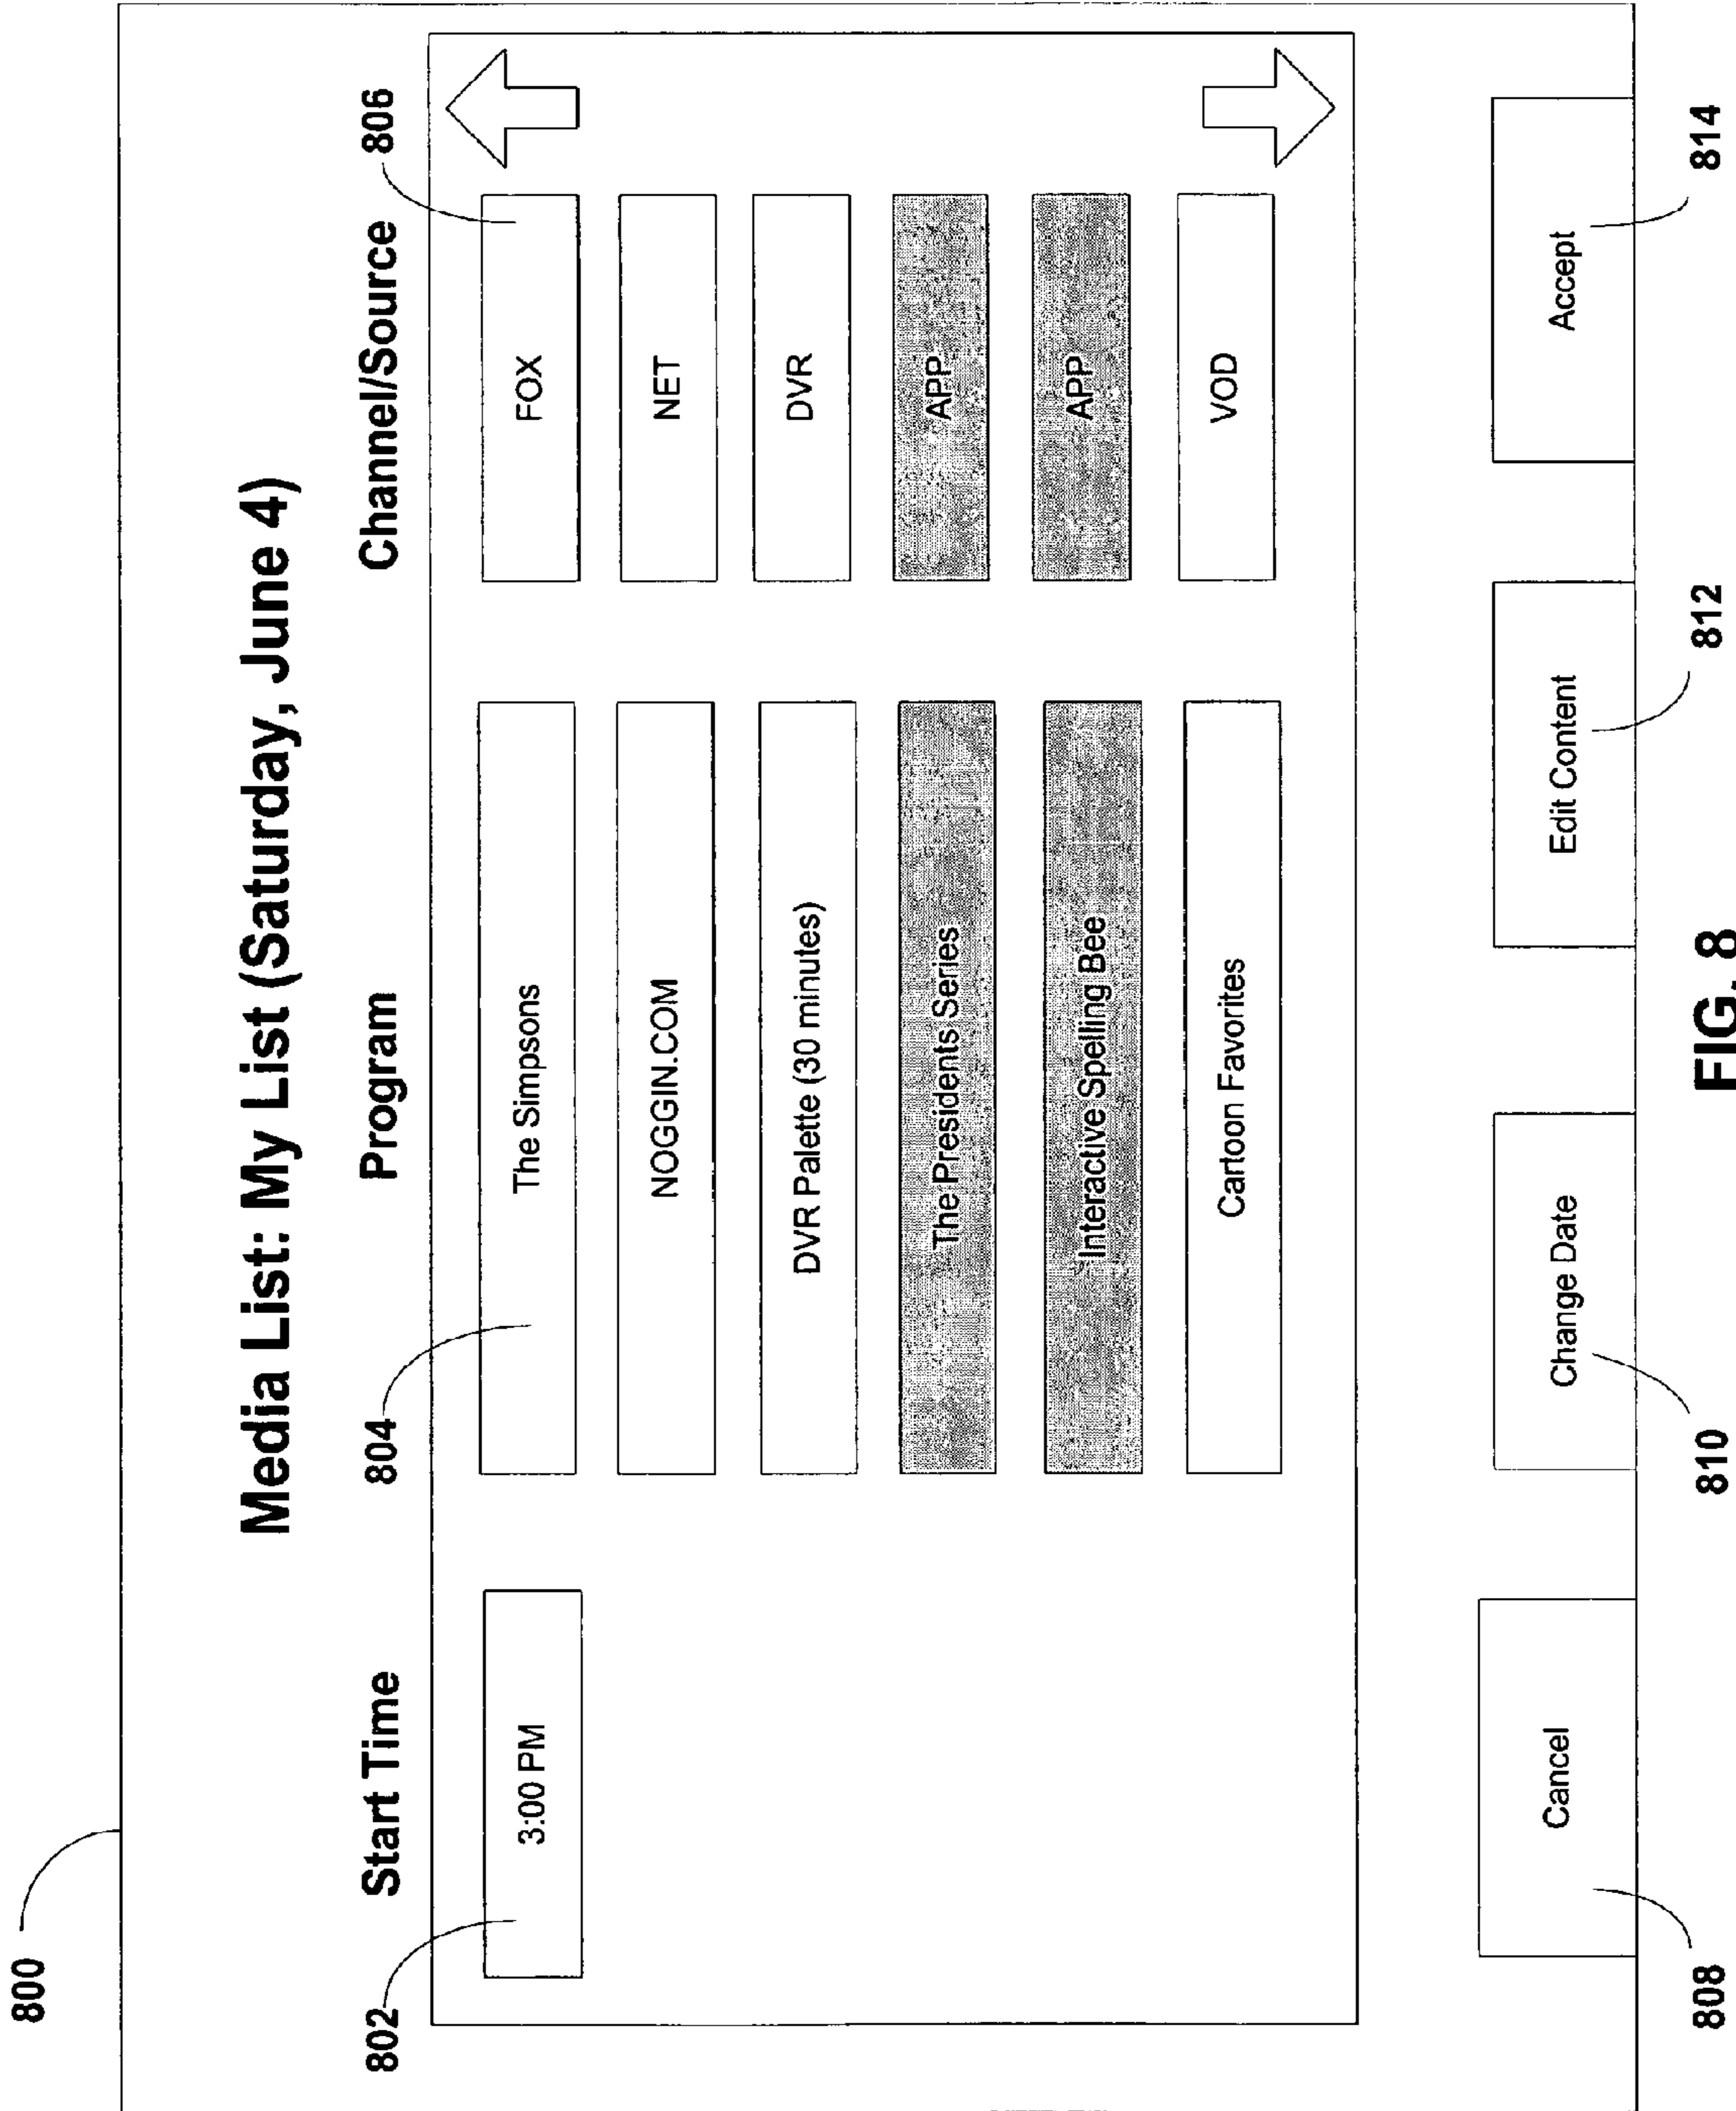 800
Media List: My List (Saturday, June 4)
802 Start Time 804 Program Channel/Source 806
3:00 PM The Simpsons FOX
NOGGIN.COM NET
DVR Palette (30 minutes) DVR
The Presidents Series APP
Interactive Spelling Bee APP
Cartoon Favorites VOD
Cancel Change Date Edit Content Accept
808 810 812 814
FIG. 8